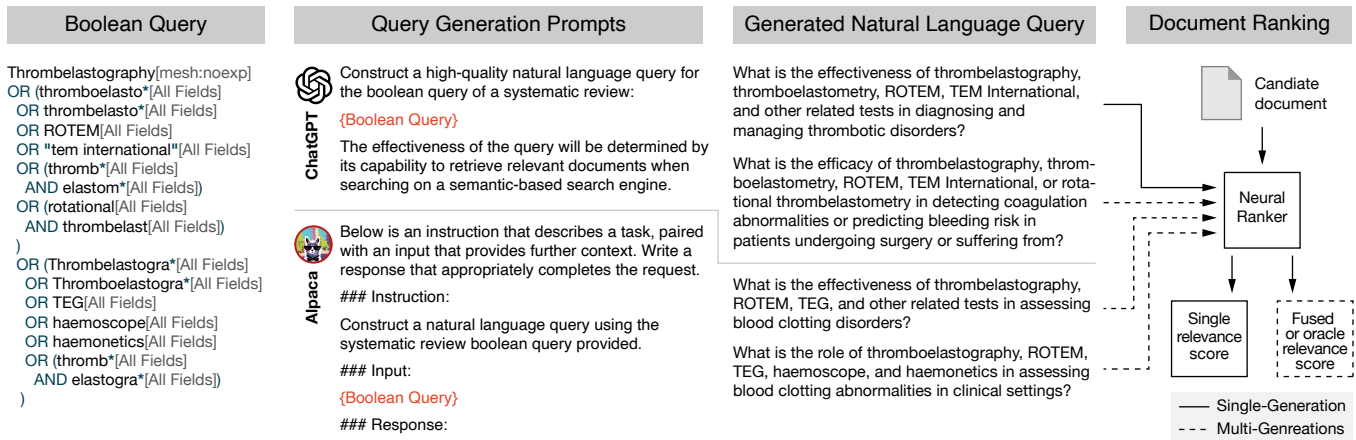 Boolean Query
Thrombelastography[mesh:noexp]
OR (thromboelasto*[All Fields]
OR thrombelasto*[All Fields]
OR ROTEM[All Fields]
OR "tem international"[All Fields]
OR (thromb*[All Fields]
AND elastom*[All Fields])
OR (rotational[All Fields]
AND thrombelast[All Fields])
)
OR (Thrombelastogra*[All Fields]
OR Thromboelastogra*[All Fields]
OR TEG[All Fields]
OR haemoscope[All Fields]
OR haemonetics[All Fields]
OR (thromb*[All Fields]
AND elastogra*[All Fields])
)
Query Generation Prompts
ChatGPT
Construct a high-quality natural language query for
the boolean query of a systematic review:
{Boolean Query}
The effectiveness of the query will be determined by
its capability to retrieve relevant documents when
searching on a semantic-based search engine.
Alpaca
Below is an instruction that describes a task, paired
with an input that provides further context. Write a
response that appropriately completes the request.
### Instruction:
Construct a natural language query using the
systematic review boolean query provided.
### Input:
{Boolean Query}
### Response:
Generated Natural Language Query
What is the effectiveness of thrombelastography,
thromboelastometry, ROTEM, TEM International,
and other related tests in diagnosing and
managing thrombotic disorders?
What is the efficacy of thrombelastography, throm-
boelastometry, ROTEM, TEM International, or rota-
tional thrombelastometry in detecting coagulation
abnormalities or predicting bleeding risk in
patients undergoing surgery or suffering from?
What is the effectiveness of thrombelastography,
ROTEM, TEG, and other related tests in assessing
blood clotting disorders?
What is the role of thromboelastography, ROTEM,
TEG, haemoscope, and haemonetics in assessing
blood clotting abnormalities in clinical settings?
Document Ranking
Candiate
document
Neural
Ranker
Single
relevance
score
Fused
or oracle
relevance
score
Single-Generation
Multi-Genreations